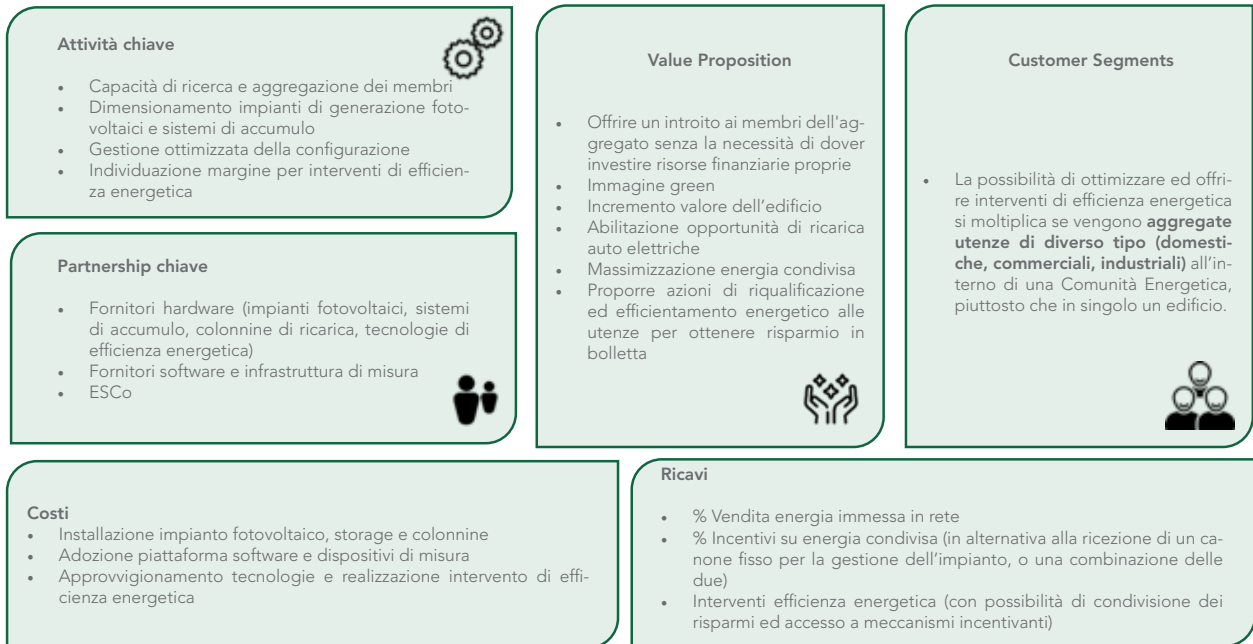 Attività chiave
• Capacità di ricerca e aggregazione dei membri
• Dimensionamento impianti di generazione foto-
voltaici e sistemi di accumulo
• Gestione ottimizzata della configurazione
• Individuazione margine per interventi di efficien-
za energetica
Partnership chiave
• Fornitori hardware (impianti fotovoltaici, sistemi
di accumulo, colonnine di ricarica, tecnologie di
efficienza energetica)
• Fornitori software e infrastruttura di misura
• ESCo
Value Proposition
• Offrire un introito ai membri dell'ag-
gregato senza la necessità di dover
investire risorse finanziarie proprie
• Immagine green
• Incremento valore dell'edificio
• Abilitazione opportunità di ricarica
auto elettriche
• Massimizzazione energia condivisa
• Proporre azioni di riqualificazione
ed efficientamento energetico alle
utenze per ottenere risparmio in
bolletta
Customer Segments
• La possibilità di ottimizzare ed offri-
re interventi di efficienza energetica
si moltiplica se vengono aggregate
utenze di diverso tipo (domesti-
che, commerciali, industriali) all'in-
terno di una Comunità Energetica,
piuttosto che in singolo un edificio.
Costi
• Installazione impianto fotovoltaico, storage e colonnine
• Adozione piattaforma software e dispositivi di misura
• Approvvigionamento tecnologie e realizzazione intervento di effi-
cienza energetica
Ricavi
• % Vendita energia immessa in rete
• % Incentivi su energia condivisa (in alternativa alla ricezione di un ca-
none fisso per la gestione dell'impianto, o una combinazione delle
due)
• Interventi efficienza energetica (con possibilità di condivisione dei
risparmi ed accesso a meccanismi incentivanti)